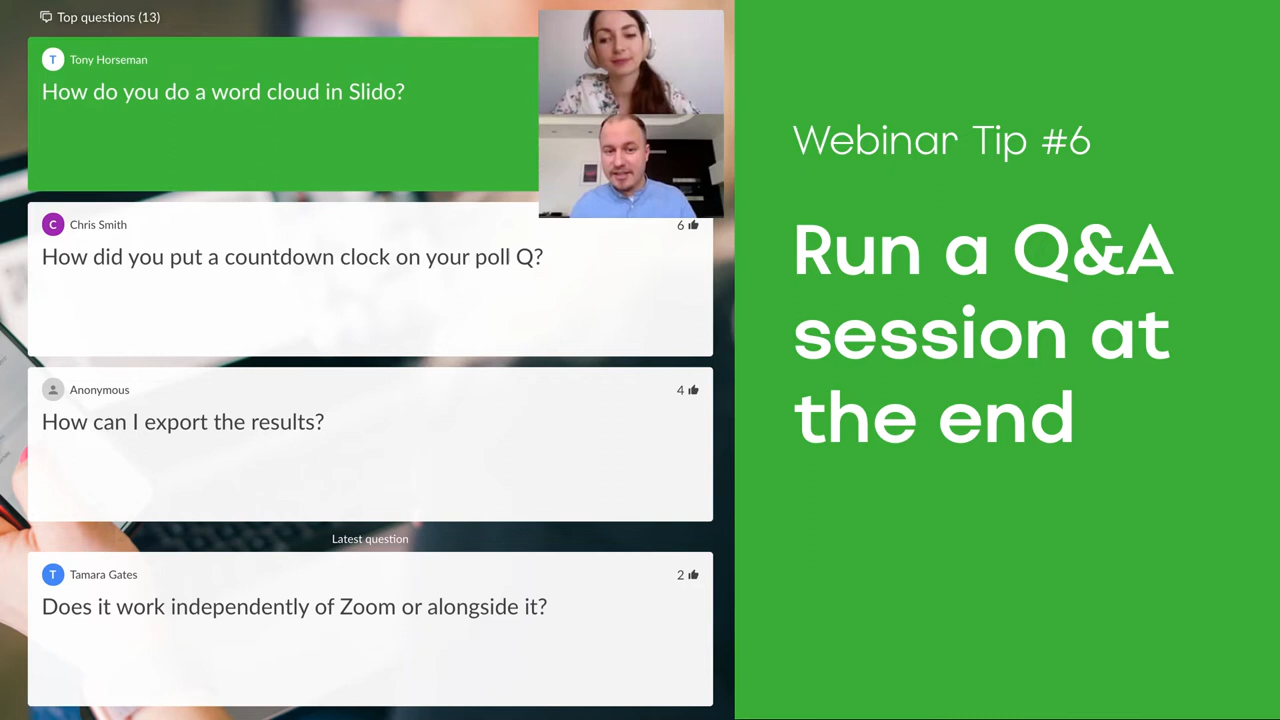 Top questions (13)
T Tony Horseman
How do you do a word cloud in Slido?
C Chris Smith
6
How did you put a countdown clock on your poll Q?
Anonymous
4
How can I export the results?
Latest question
T Tamara Gates
2
Does it work independently of Zoom or alongside it?
Webinar Tip #6
Run a Q&A
session at
the end